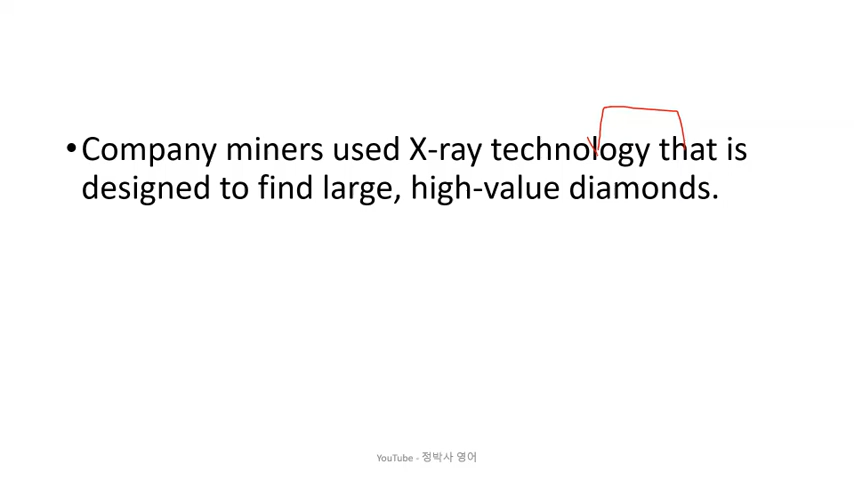 •Company miners used X-ray technology that is
designed to find large, high-value diamonds.
YouTube - 정박사 영어